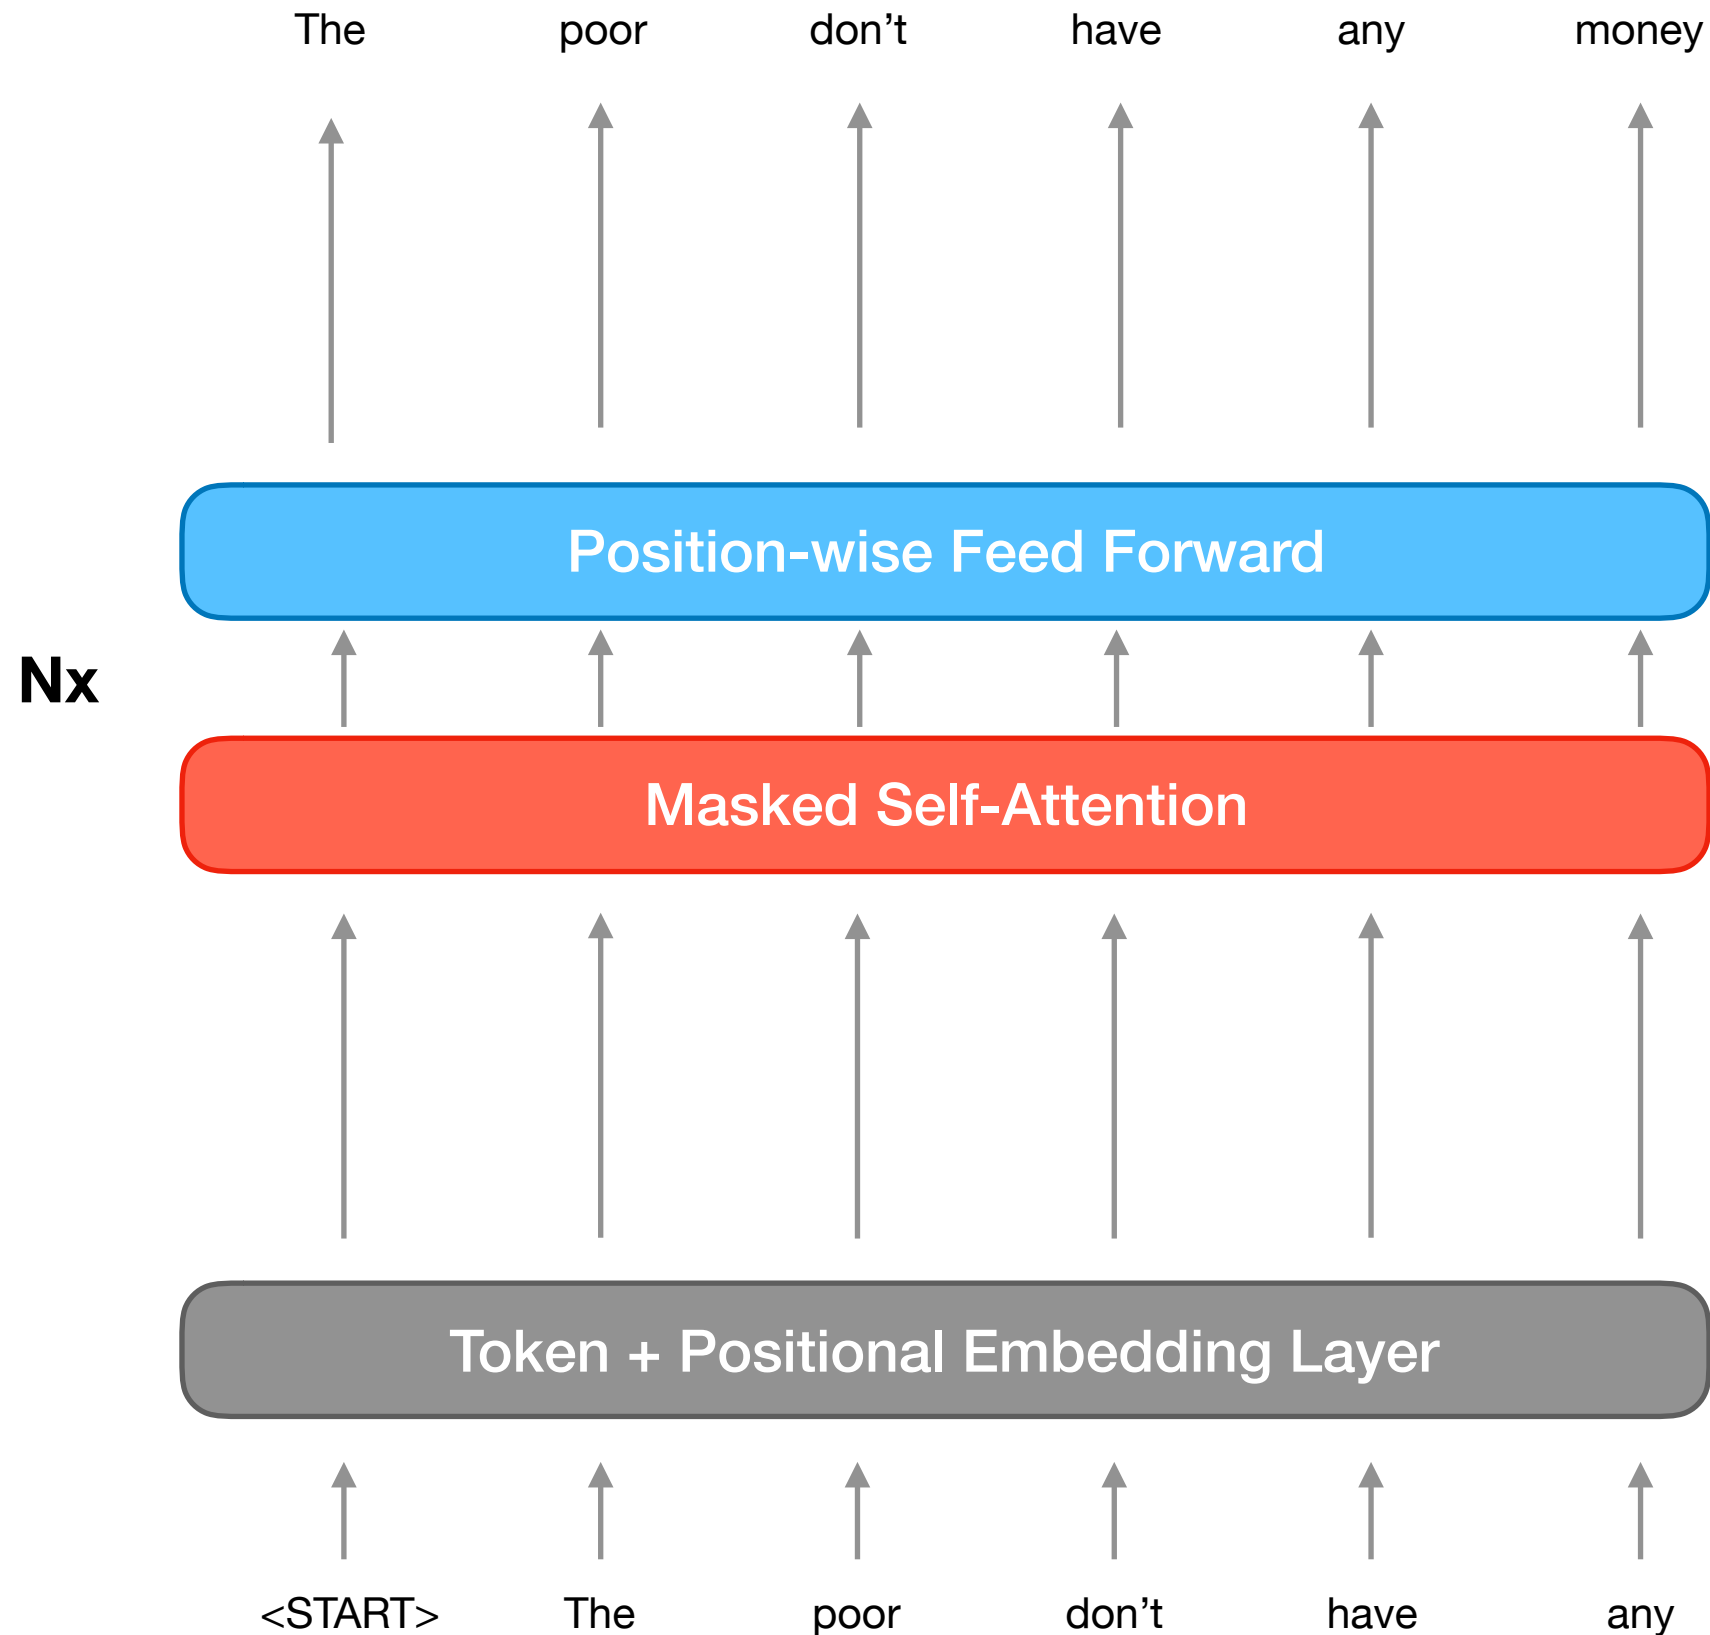 The poor don’t have any money
Position-wise Feed Forward
Nx
Masked Self-Attention
Token + Positional Embedding Layer
<START> The poor don’t have any